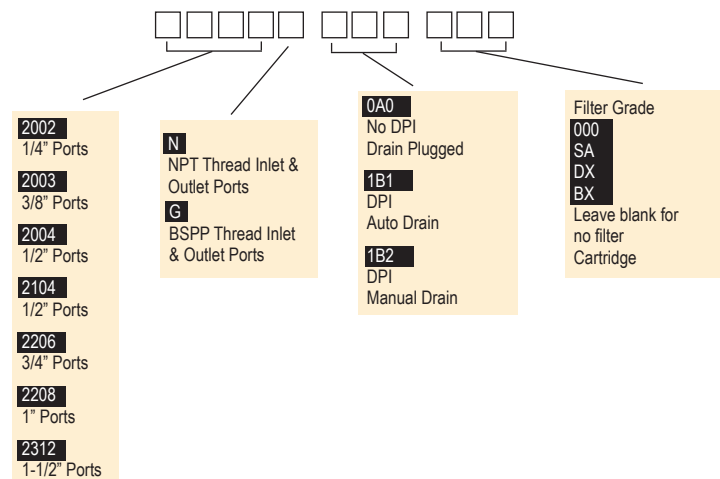 2002
1/4” Ports
2003
3/8” Ports
2004
1/2” Ports
2104
1/2” Ports
2206
3/4” Ports
2208
1” Ports
2312
1-1/2” Ports
N
NPT Thread Inlet &
Outlet Ports
G
BSPP Thread Inlet
& Outlet Ports
0A0
No DPI
Drain Plugged
1B1
DPI
Auto Drain
1B2
DPI
Manual Drain
Filter Grade
000
SA
DX
BX
Leave blank for
no filter
Cartridge